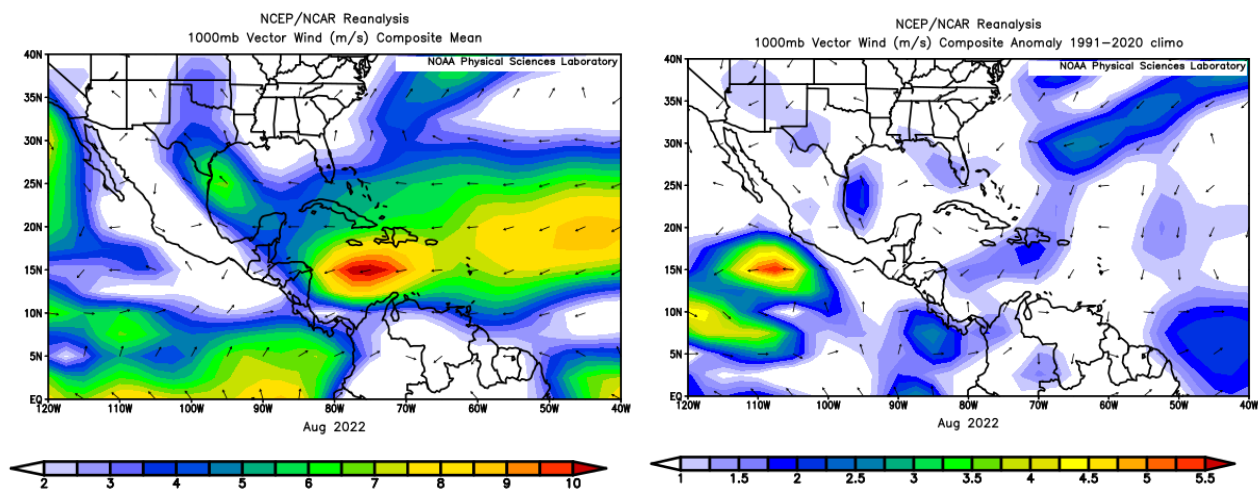 NCEP/NCAR Reanalysis
1000mb Vector Wind (m/s) Composite Mean
NOAA Physical Sciences Laboratory
40N
35N
30N
25N
20N
15N
10N
5N
EQ
120W 110W 100W 90W 80W 70W 60W 50W 40W
Aug 2022
2 3 4 5 6 7 8 9 10
NCEP/NCAR Reanalysis
1000mb Vector Wind (m/s) Composite Anomaly 1991-2020 climo
NOAA Physical Sciences Laboratory
40N
35N
30N
25N
20N
15N
10N
5N
EQ
120W 110W 100W 90W 80W 70W 60W 50W 40W
Aug 2022
1 1.5 2 2.5 3 3.5 4 4.5 5 5.5